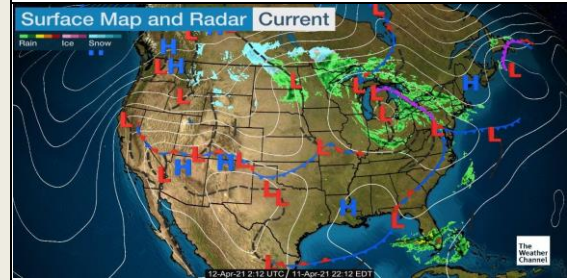 Surface Map and Radar Current
Rain Ice Snow
L
L
H
H
L
H
L
L
L
L
L
L
L
H
L
L
L
L
L
L
H
L
H
L
L
L
L
H
L
L
The Weather Channel
12-Apr-21 2:12 UTC / 11-Apr-21 22:12 EDT